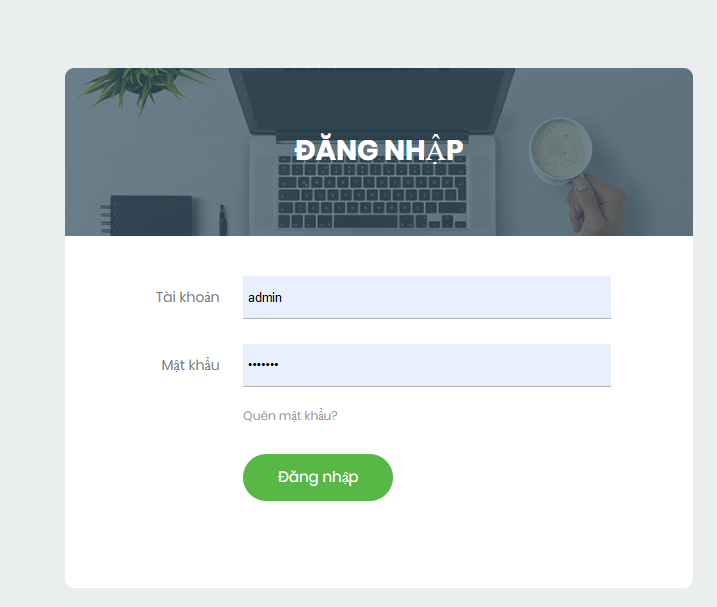 ĐĂNG NHẬP
Tài khoản admin
Mật khẩu •••••••
Quên mật khẩu?
Đăng nhập